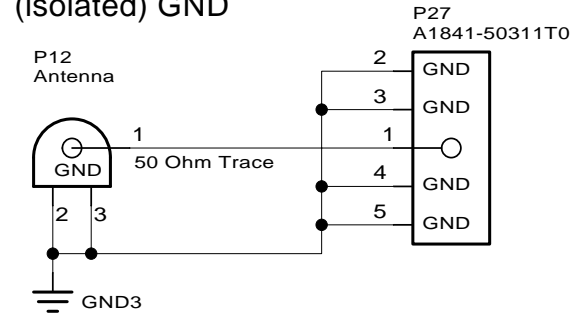 (isolated) GND
P27
A1841-50311T0
P12
Antenna
2
GND
3
GND
1
1
50 Ohm Trace
GND
4
GND
5
GND
2
3
GND3